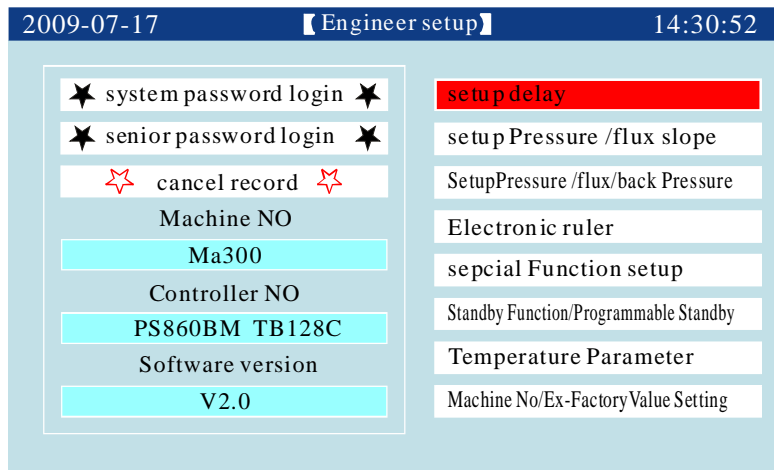 2009-07-17 【Engineer setup】 14:30:52
system password login
senior password login
cancel record
Machine NO
Ma300
Controller NO
PS860BM TB128C
Software version
V2.0
setup delay
setup Pressure /flux slope
SetupPressure /flux/back Pressure
Electronic ruler
sepcial Function setup
Standby Function/Programmable Standby
Temperature Parameter
Machine No/Ex-Factory Value Setting